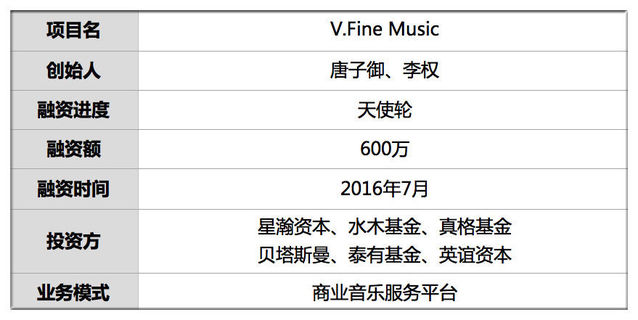 项目名 V.Fine Music
创始人 唐子御、李权
融资进度 天使轮
融资额 600万
融资时间 2016年7月
投资方 星瀚资本、水木基金、真格基金
贝塔斯曼、泰有基金、英谊资本
业务模式 商业音乐服务平台